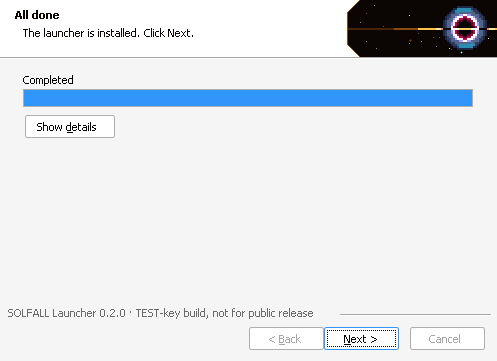 All done
The launcher is installed. Click Next.
Completed
Show details
SOLFALL Launcher 0.2.0 · TEST-key build, not for public release
< Back
Next >
Cancel